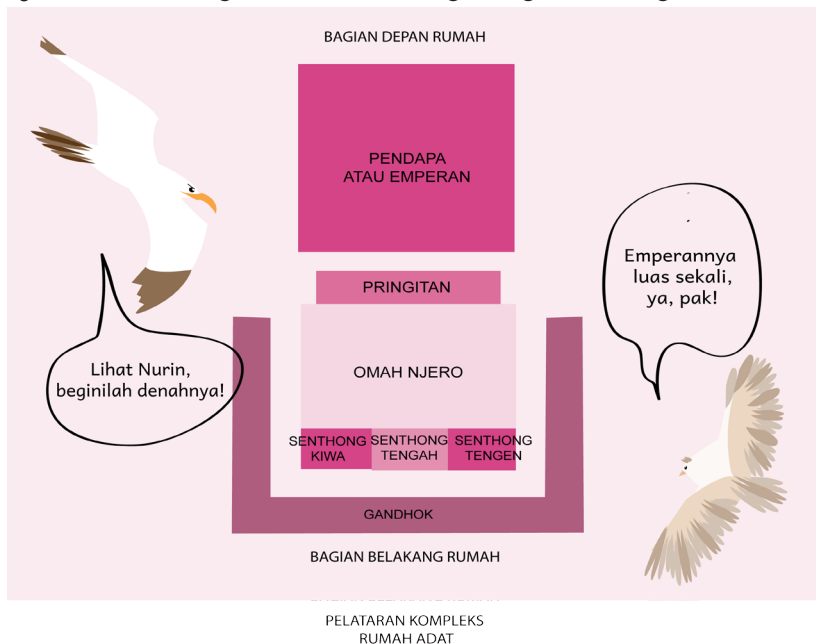 BAGIAN DEPAN RUMAH
PENDAPA
ATAU EMPERAN
Emperannya
luas sekali,
ya, pak!
PRINGITAN
Lihat Nurin,
beginilah denahnya!
OMAH NJERO
SENTHONG
KIWA
SENTHONG
TENGAH
SENTHONG
TENGEN
GANDHOK
BAGIAN BELAKANG RUMAH
PELATARAN KOMPLEKS
RUMAH ADAT